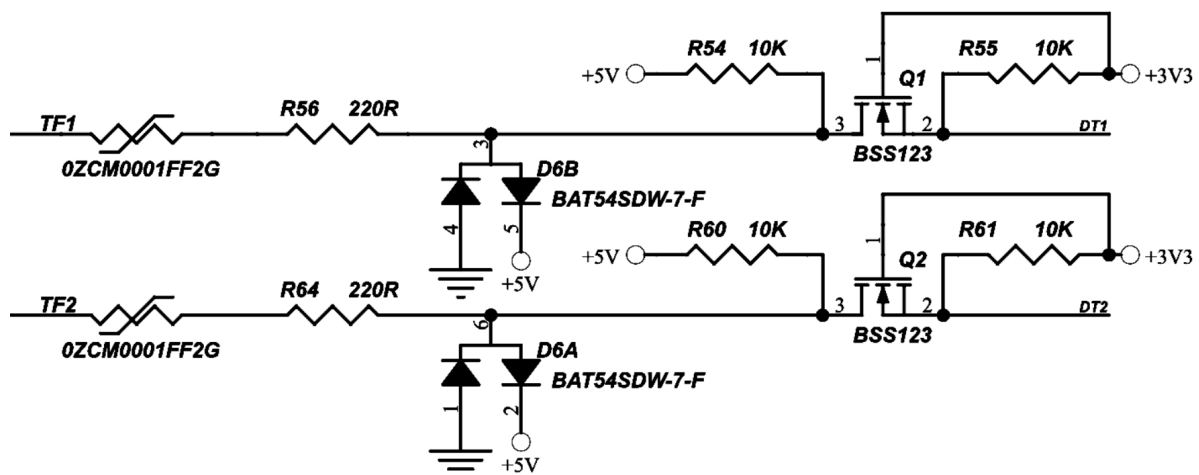 R54 10K
R55 10K
1
Q1
+5V
+3V3
TF1
R56 220R
3
3
2
DT1
0ZCM0001FF2G
BSS123
D6B
BAT54SDW-7-F
4
5
+5V
R60 10K
R61 10K
1
Q2
+5V
+3V3
TF2
R64 220R
6
3
2
DT2
0ZCM0001FF2G
BSS123
D6A
BAT54SDW-7-F
1
2
+5V